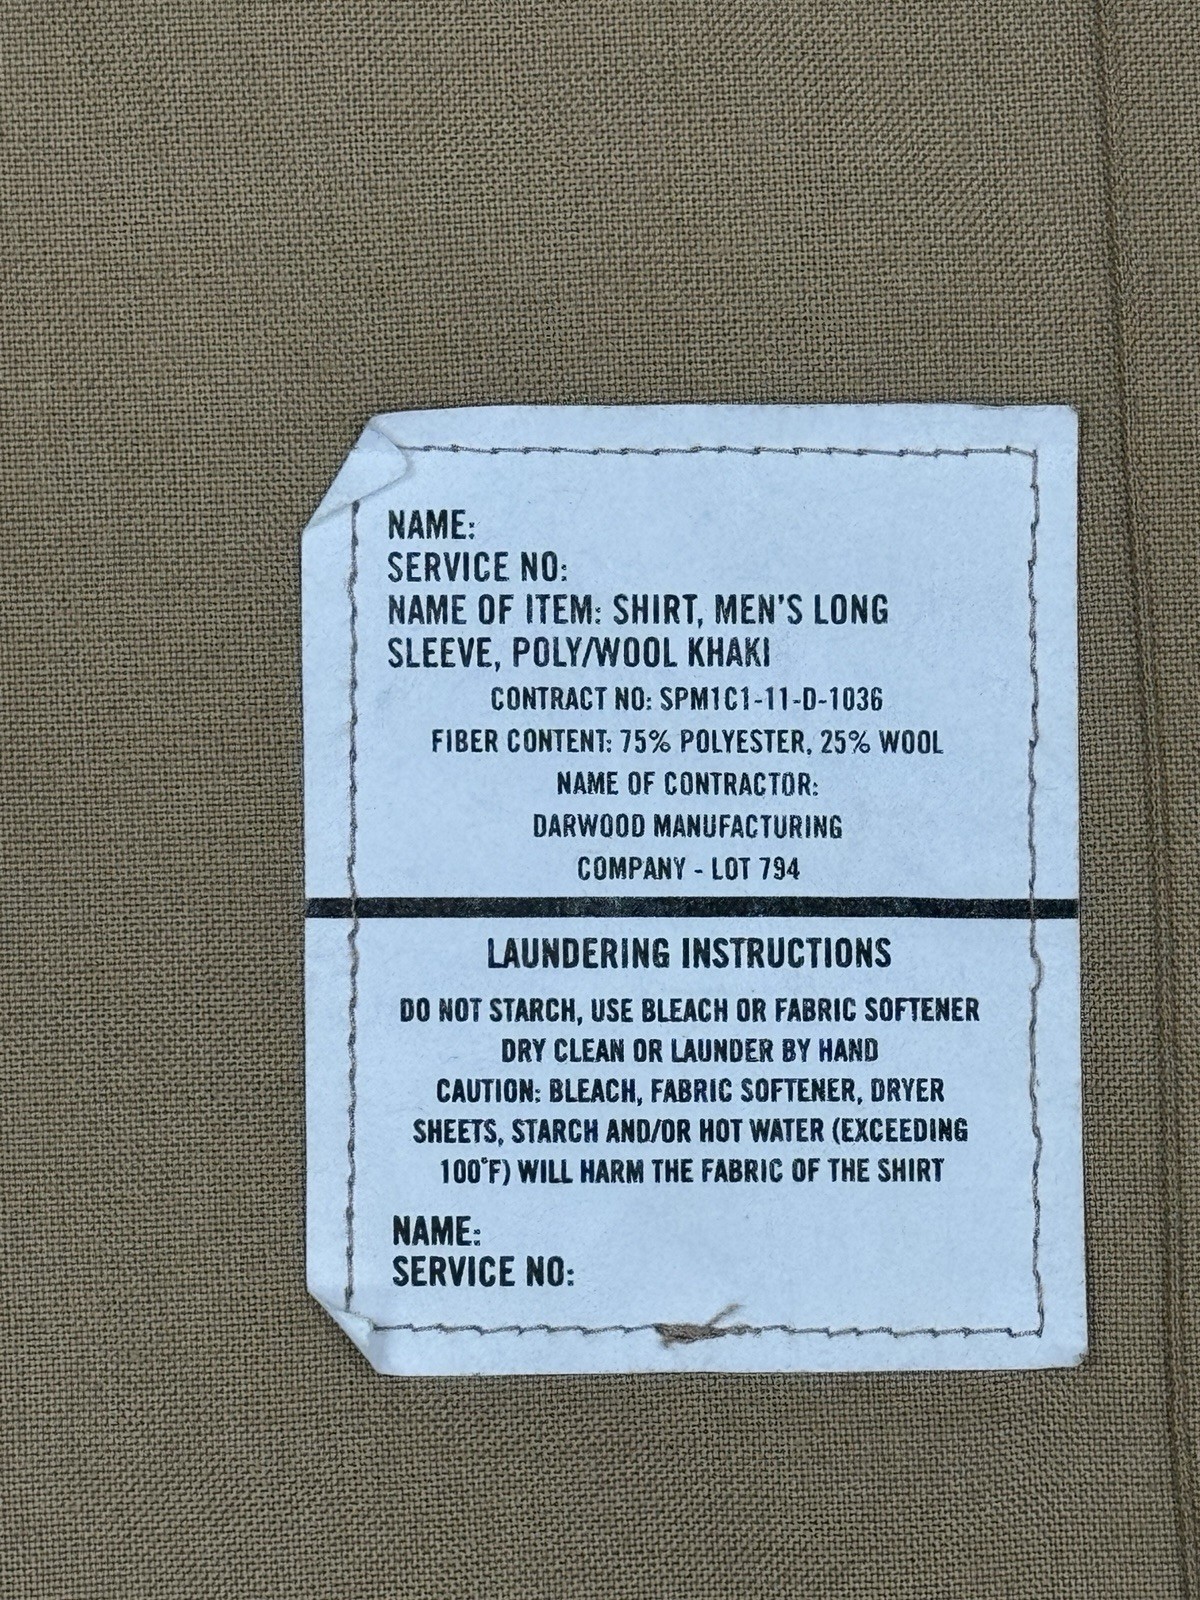 NAME:
SERVICE NO:
NAME OF ITEM: SHIRT, MEN'S LONG
SLEEVE, POLY/WOOL KHAKI
CONTRACT NO: SPM1C1-11-D-1036
FIBER CONTENT: 75% POLYESTER, 25% WOOL
NAME OF CONTRACTOR:
DARWOOD MANUFACTURING
COMPANY - LOT 794
LAUNDERING INSTRUCTIONS
DO NOT STARCH, USE BLEACH OR FABRIC SOFTENER
DRY CLEAN OR LAUNDER BY HAND
CAUTION: BLEACH, FABRIC SOFTENER, DRYER
SHEETS, STARCH AND/OR HOT WATER (EXCEEDING
100°F) WILL HARM THE FABRIC OF THE SHIRT
NAME:
SERVICE NO: